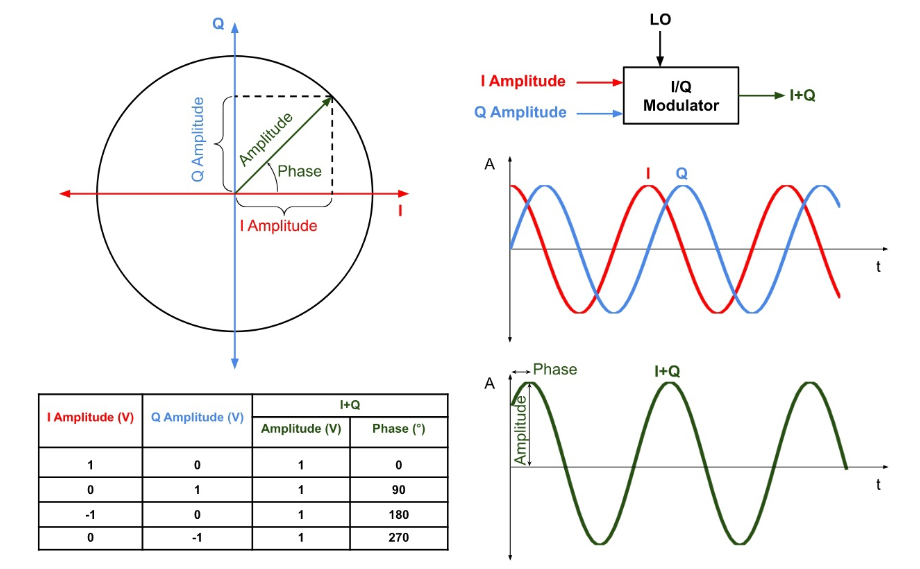 Q
Q Amplitude
Amplitude
Phase
I
I Amplitude
LO
I Amplitude
Q Amplitude
I/Q
Modulator
I+Q
A
I
Q
t
Phase
I+Q
A
Amplitude
t
I Amplitude (V) Q Amplitude (V) I+Q
Amplitude (V) Phase (°)
1 0 1 0
0 1 1 90
-1 0 1 180
0 -1 1 270